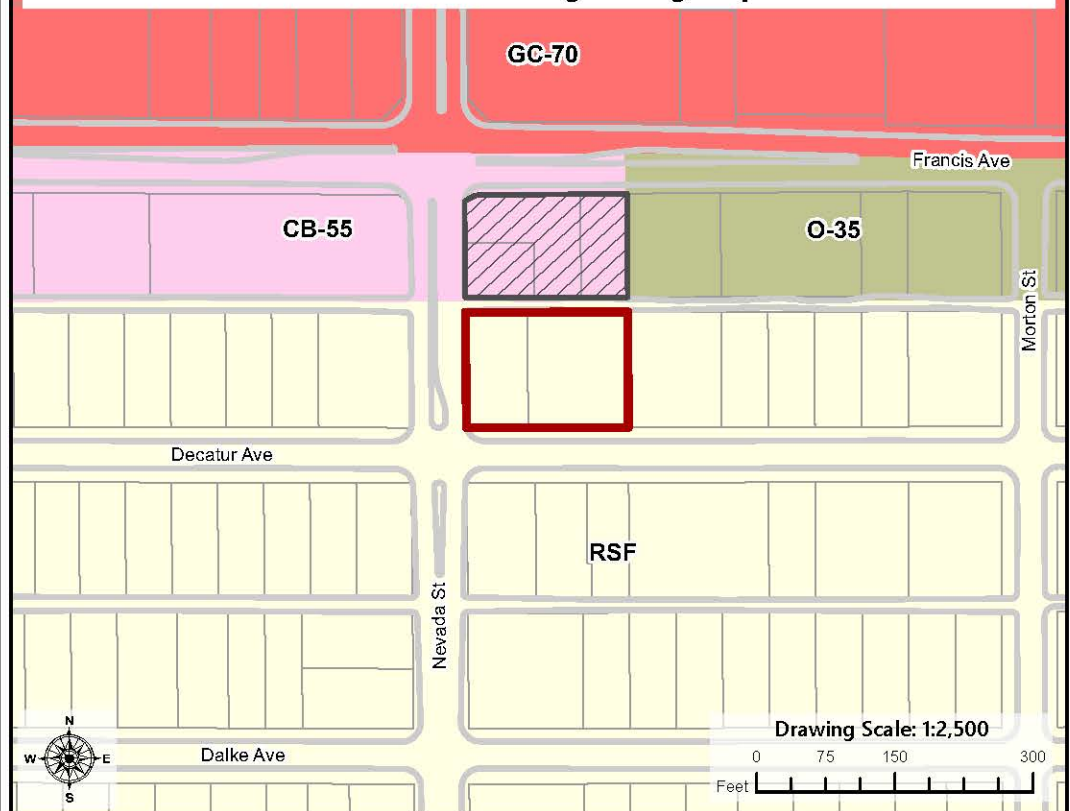 GC-70
Francis Ave
CB-55
O-35
Morton St
Decatur Ave
RSF
Nevada St
N
W E
S
Dalke Ave
Drawing Scale: 1:2,500
0 75 150 300
Feet